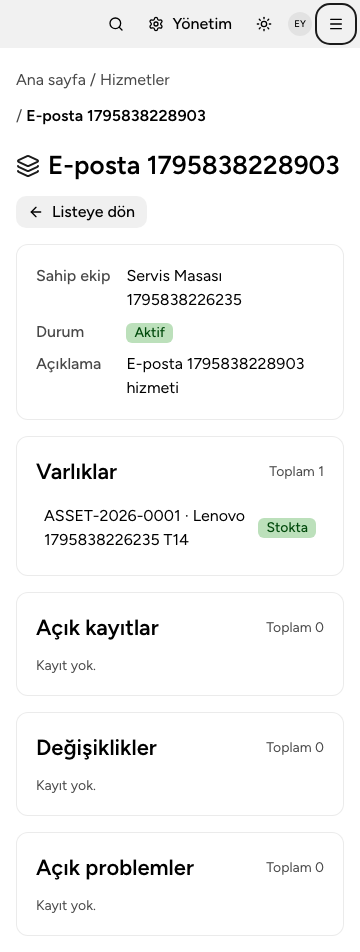 Yönetim
EY
Ana sayfa / Hizmetler
/ E-posta 1795838228903
E-posta 1795838228903
Listeye dön
Sahip ekip Servis Masası
1795838226235
Durum Aktif
Açıklama E-posta 1795838228903
hizmeti
Varlıklar Toplam 1
ASSET-2026-0001 · Lenovo
1795838226235 T14
Stokta
Açık kayıtlar Toplam 0
Kayıt yok.
Değişiklikler Toplam 0
Kayıt yok.
Açık problemler Toplam 0
Kayıt yok.